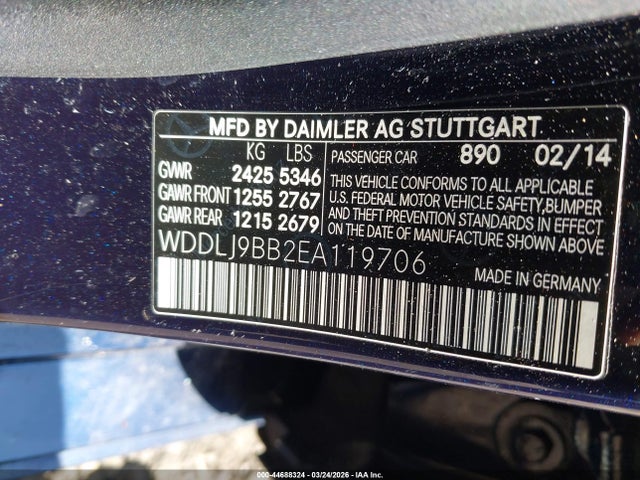 MFD BY DAIMLER AG STUTTGART
KG LBS
GVWR 2425 5346
GAWR FRONT 1255 2767
GAWR REAR 1215 2679
PASSENGER CAR 890 02/14
THIS VEHICLE CONFORMS TO ALL APPLICABLE
U.S. FEDERAL MOTOR VEHICLE SAFETY, BUMPER
AND THEFT PREVENTION STANDARDS IN EFFECT
ON THE DATE OF MANUFACTURE SHOWN ABOVE.
WDDLJ9BB2EA119706
MADE IN GERMANY
000-44688324 | 03/24/2026 | IAA Inc.